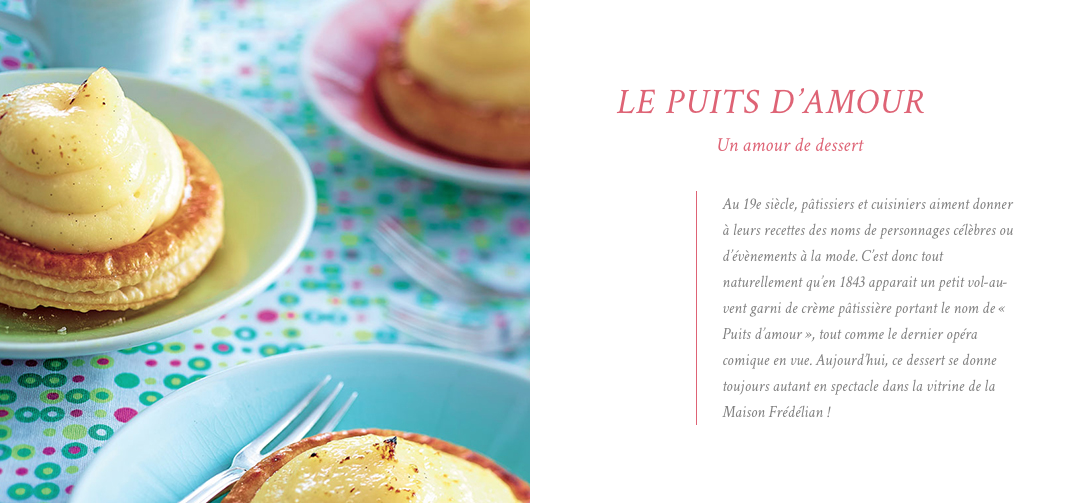 LE PUITS D’AMOUR
Un amour de dessert
Au 19e siècle, pâtissiers et cuisiniers aiment donner
à leurs recettes des noms de personnages célèbres ou
d’évènements à la mode. C’est donc tout
naturellement qu’en 1843 apparait un petit vol-au-
vent garni de crème pâtissière portant le nom de «
Puits d’amour », tout comme le dernier opéra
comique en vue. Aujourd’hui, ce dessert se donne
toujours autant en spectacle dans la vitrine de la
Maison Frédélian !